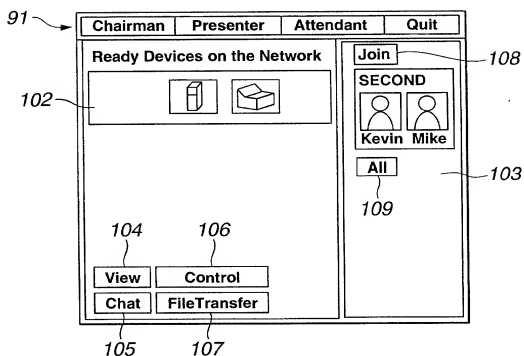 91
Chairman Presenter Attendant Quit
Ready Devices on the Network
102
Join
108
SECOND
Kevin Mike
All
103
109
104
106
View Control
Chat FileTransfer
105
107